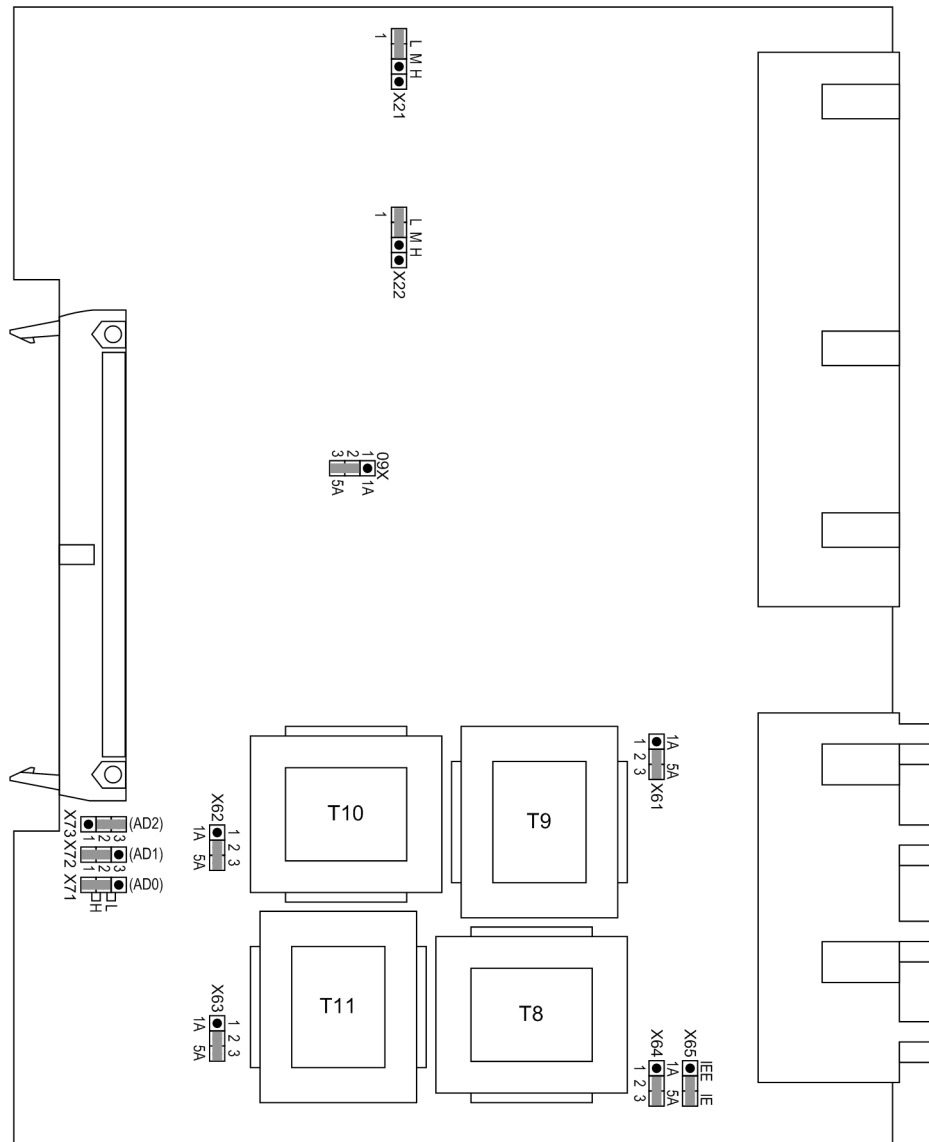 1
L M H
X21
1
L M H
X22
X60
3 2 1
5A 1A
1A 5A
1 2 3
X61
T10
T9
X62
1 2 3
1A 5A
X73
1 2 3
(AD2)
X72
1 2 3
(AD1)
X71
(AD0)
H L
T11
T8
X63
1 2 3
1A 5A
X64
1A 5A
1 2 3
X65
IEE IE